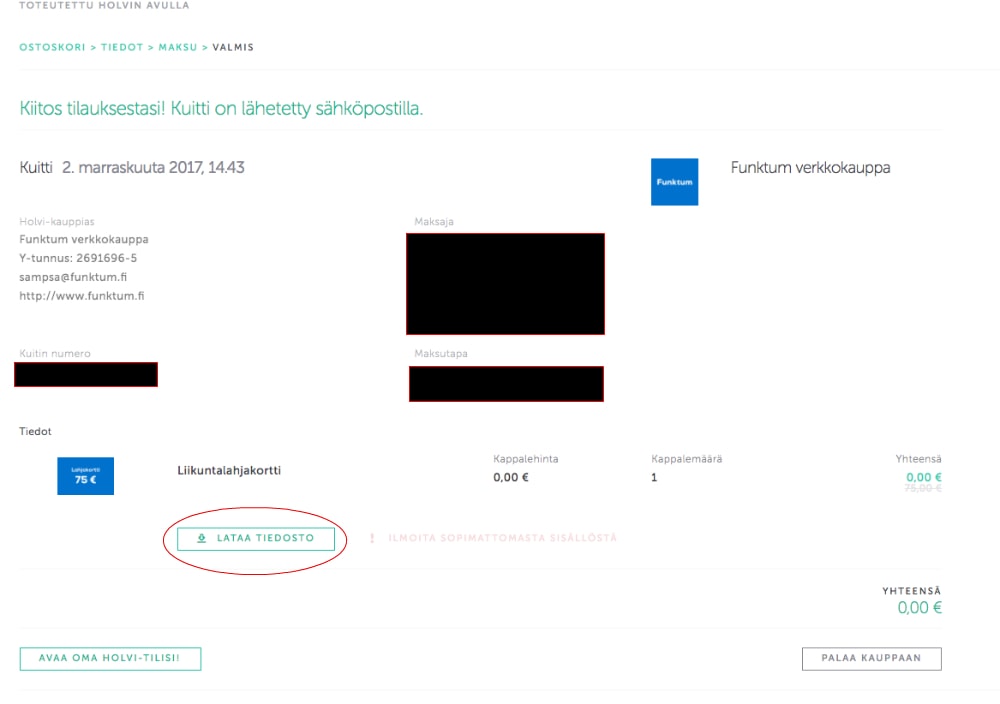 TOTEUTETTU HOLVIN AVULLA
OSTOSKORI > TIEDOT > MAKSU > VALMIS
Kiitos tilauksestasi! Kuitti on lähetetty sähköpostilla.
Kuitti 2. marraskuuta 2017, 14.43
Funktum
Funktum verkkokauppa
Holvi-kauppias
Funktum verkkokauppa
Y-tunnus: 2691696-5
sampsa@funktum.fi
http://www.funktum.fi
Maksaja
Kuitin numero
Maksutapa
Tiedot
Lahjakortti
75 €
Liikuntalahjakortti
Kappalehinta
0,00 €
Kappalemäärä
1
Yhteensä
0,00 €
75,00 €
LATAA TIEDOSTO
! ILMOITA SOPIMATTOMASTA SISÄLLÖSTÄ
YHTEENSÄ
0,00 €
AVAA OMA HOLVI-TILISI!
PALAA KAUPPAAN